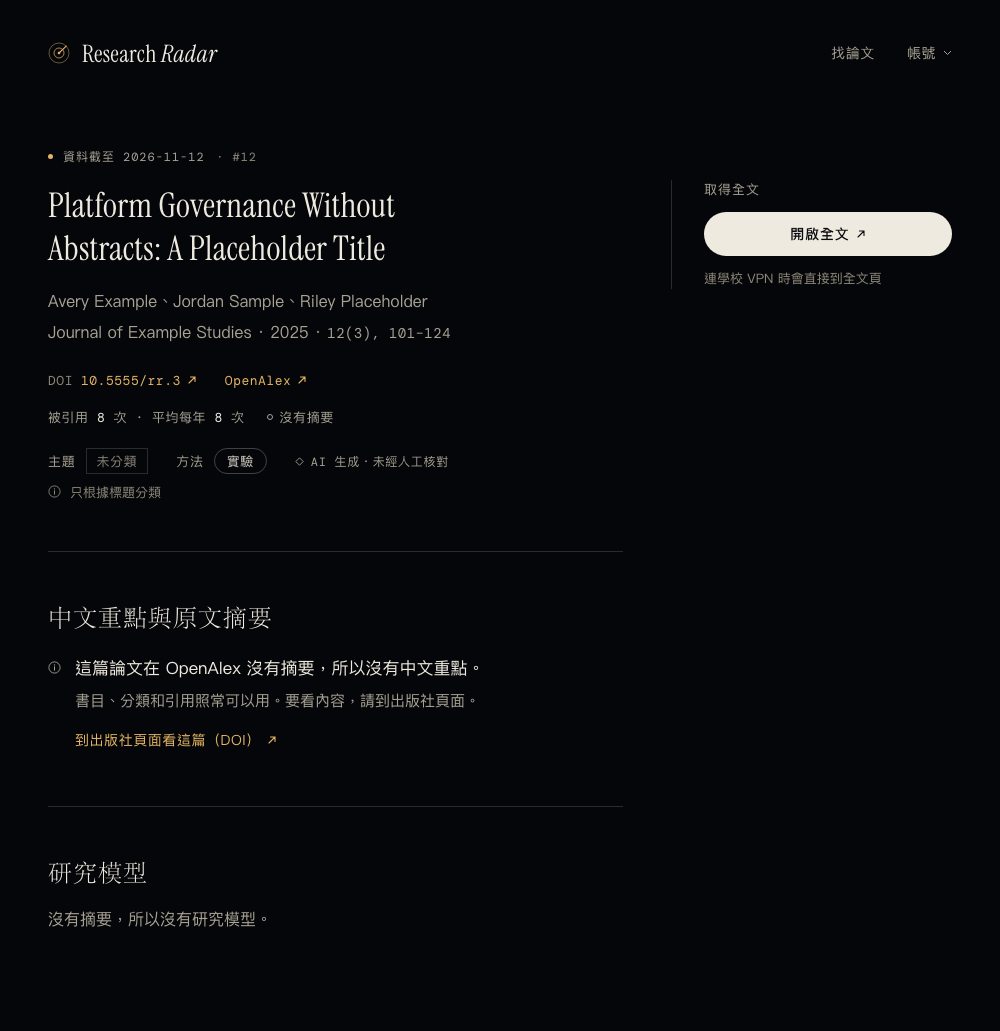 Research Radar
找論文
帳號
資料截至 2026-11-12 · #12
Platform Governance Without
Abstracts: A Placeholder Title
Avery Example、Jordan Sample、Riley Placeholder
Journal of Example Studies · 2025 · 12(3), 101–124
DOI 10.5555/rr.3 ↗ OpenAlex ↗
被引用 8 次 · 平均每年 8 次 沒有摘要
主題 未分類 方法 實驗 ◇ AI 生成·未經人工核對
ⓘ 只根據標題分類
取得全文
開啟全文 ↗
連學校 VPN 時會直接到全文頁
中文重點與原文摘要
ⓘ 這篇論文在 OpenAlex 沒有摘要，所以沒有中文重點。
書目、分類和引用照常可以用。要看內容，請到出版社頁面。
到出版社頁面看這篇（DOI） ↗
研究模型
沒有摘要，所以沒有研究模型。